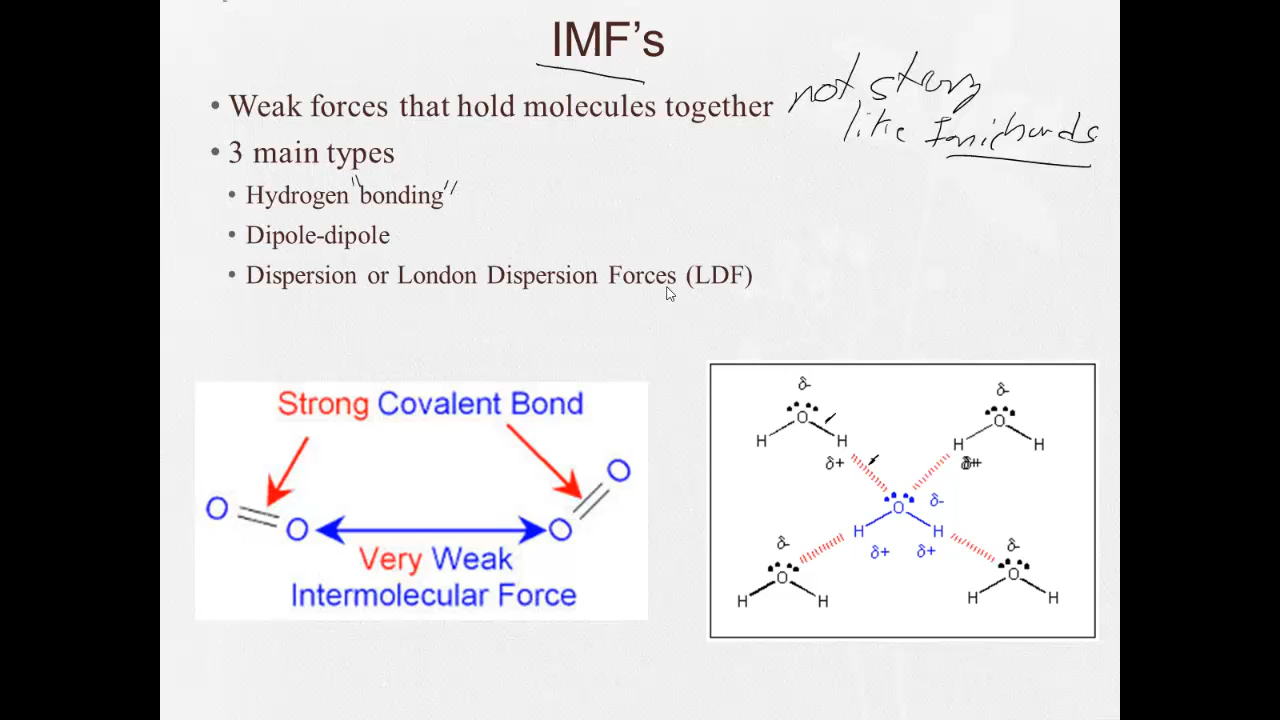 IMF's
• Weak forces that hold molecules together
not strong
like Ionic bonds
• 3 main types
• Hydrogen "bonding"
• Dipole-dipole
• Dispersion or London Dispersion Forces (LDF)
Strong Covalent Bond
O O
O O
Very Weak
Intermolecular Force
δ- δ-
O O
H H H H
δ+ δ+
O δ-
H H
δ+ δ+
δ- δ-
O O
H H H H